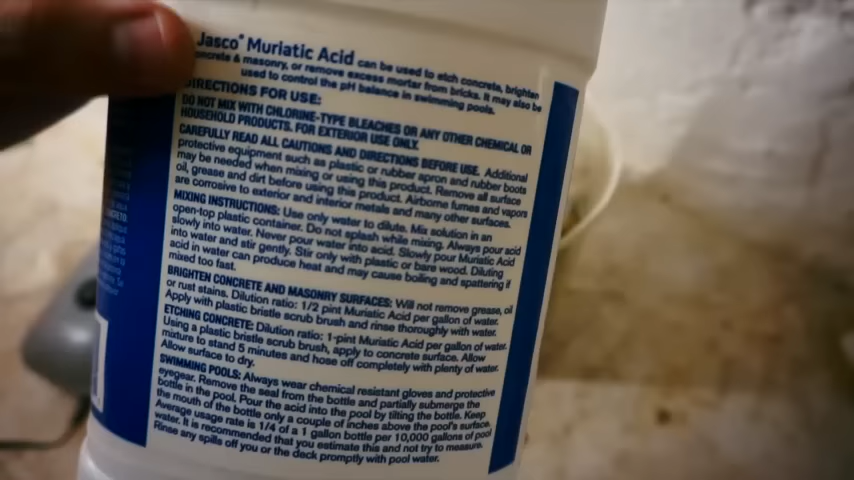 Jasco® Muriatic Acid can be used to etch concrete, brighten
concrete & masonry, or remove excess mortar from bricks. It may also be
used to control the pH balance in swimming pools.
DIRECTIONS FOR USE:
DO NOT MIX WITH CHLORINE-TYPE BLEACHES OR ANY OTHER CHEMICAL OR
HOUSEHOLD PRODUCTS. FOR EXTERIOR USE ONLY.
CAREFULLY READ ALL CAUTIONS AND DIRECTIONS BEFORE USE. Additional
protective equipment such as plastic or rubber apron and rubber boots
may be needed when mixing or using this product. Remove all surface
oil, grease and dirt before using this product. Airborne fumes and vapors
are corrosive to exterior and interior metals and many other surfaces.
MIXING INSTRUCTIONS: Use only water to dilute. Mix solution in an
open-top plastic container. Do not splash while mixing. Always pour acid
slowly into water. Never pour water into acid. Slowly pour Muriatic Acid
into water and stir gently. Stir only with plastic or bare wood. Diluting
acid in water can produce heat and may cause boiling and spattering if
mixed too fast.
BRIGHTEN CONCRETE AND MASONRY SURFACES: Will not remove grease, oil
or rust stains. Dilution ratio: 1/2 pint Muriatic Acid per gallon of water.
Apply with plastic bristle scrub brush and rinse thoroughly with water.
ETCHING CONCRETE: Dilution ratio: 1-pint Muriatic Acid per gallon of water.
Using a plastic bristle scrub brush, apply to concrete surface. Allow
mixture to stand 5 minutes and hose off completely with plenty of water.
Allow surface to dry.
SWIMMING POOLS: Always wear chemical resistant gloves and protective
eyegear. Remove the seal from the bottle and partially submerge the
bottle in the pool. Pour the acid into the pool by tilting the bottle. Keep
the mouth of the bottle only a couple of inches above the pool's surface.
Average usage rate is 1/4 of a 1 gallon bottle per 10,000 gallons of pool
water. It is recommended that you estimate this and not try to measure.
Rinse any spills off you or the deck promptly with pool water.